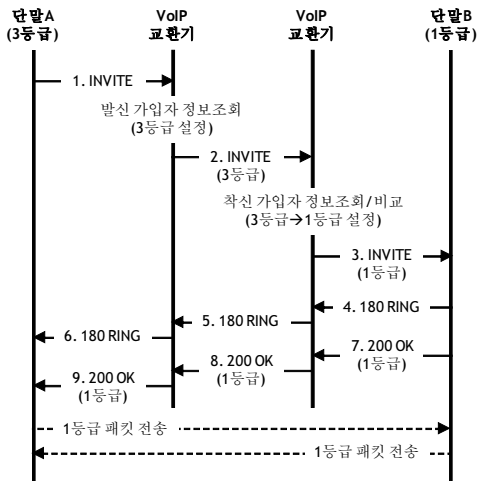 단말A
(3등급)
VoIP
교환기
VoIP
교환기
단말B
(1등급)
1. INVITE
발신 가입자 정보조회
(3등급 설정)
2. INVITE
(3등급)
착신 가입자 정보조회/비교
(3등급→1등급 설정)
3. INVITE
(1등급)
4. 180 RING
5. 180 RING
6. 180 RING
7. 200 OK
(1등급)
8. 200 OK
(1등급)
9. 200 OK
(1등급)
1등급 패킷 전송
1등급 패킷 전송